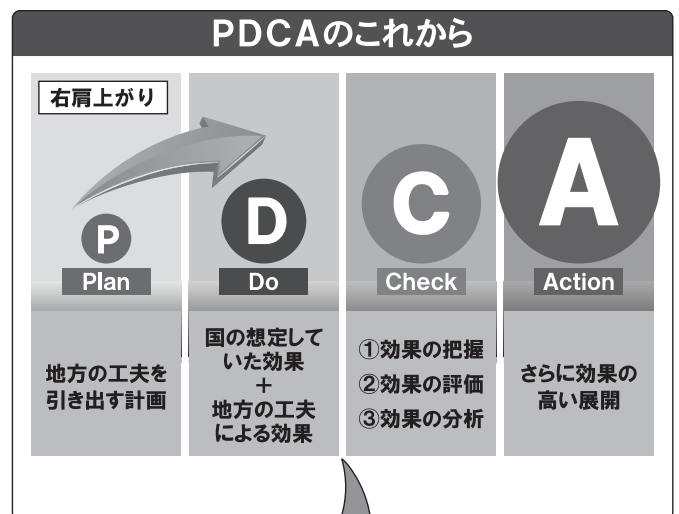 PDCAのこれから
右肩上がり
P
Plan
地方の工夫を
引き出す計画
D
Do
国の想定して
いた効果
＋
地方の工夫
による効果
C
Check
①効果の把握
②効果の評価
③効果の分析
A
Action
さらに効果の
高い展開